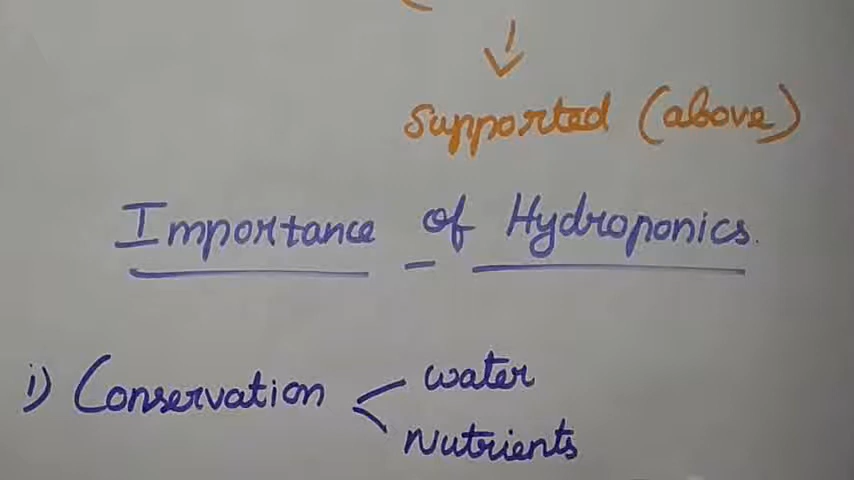 Supported (above)
Importance of Hydroponics.
i) Conservation water
Nutrients